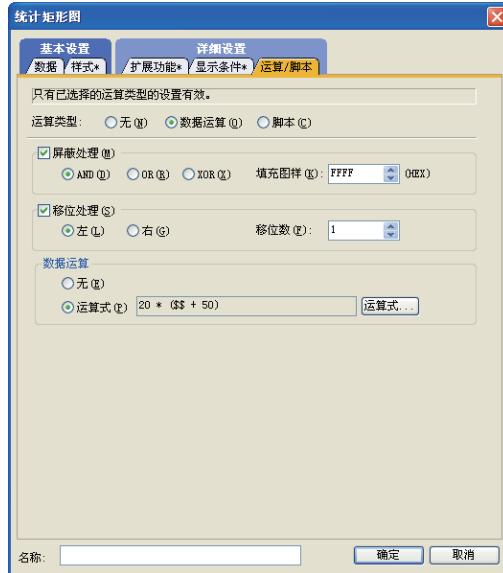 统计矩形图
基本设置 详细设置
数据 样式* 扩展功能* 显示条件* 运算/脚本
只有已选择的运算类型的设置有效。
运算类型: 无(N) 数据运算(O) 脚本(C)
屏蔽处理(M)
AND(D) OR(R) XOR(X) 填充图样(K): FFFF (HEX)
移位处理(S)
左(L) 右(G) 移位数(F): 1
数据运算
无(E)
运算式(P) 20 * ($$ + 50) 运算式...
名称: 确定 取消